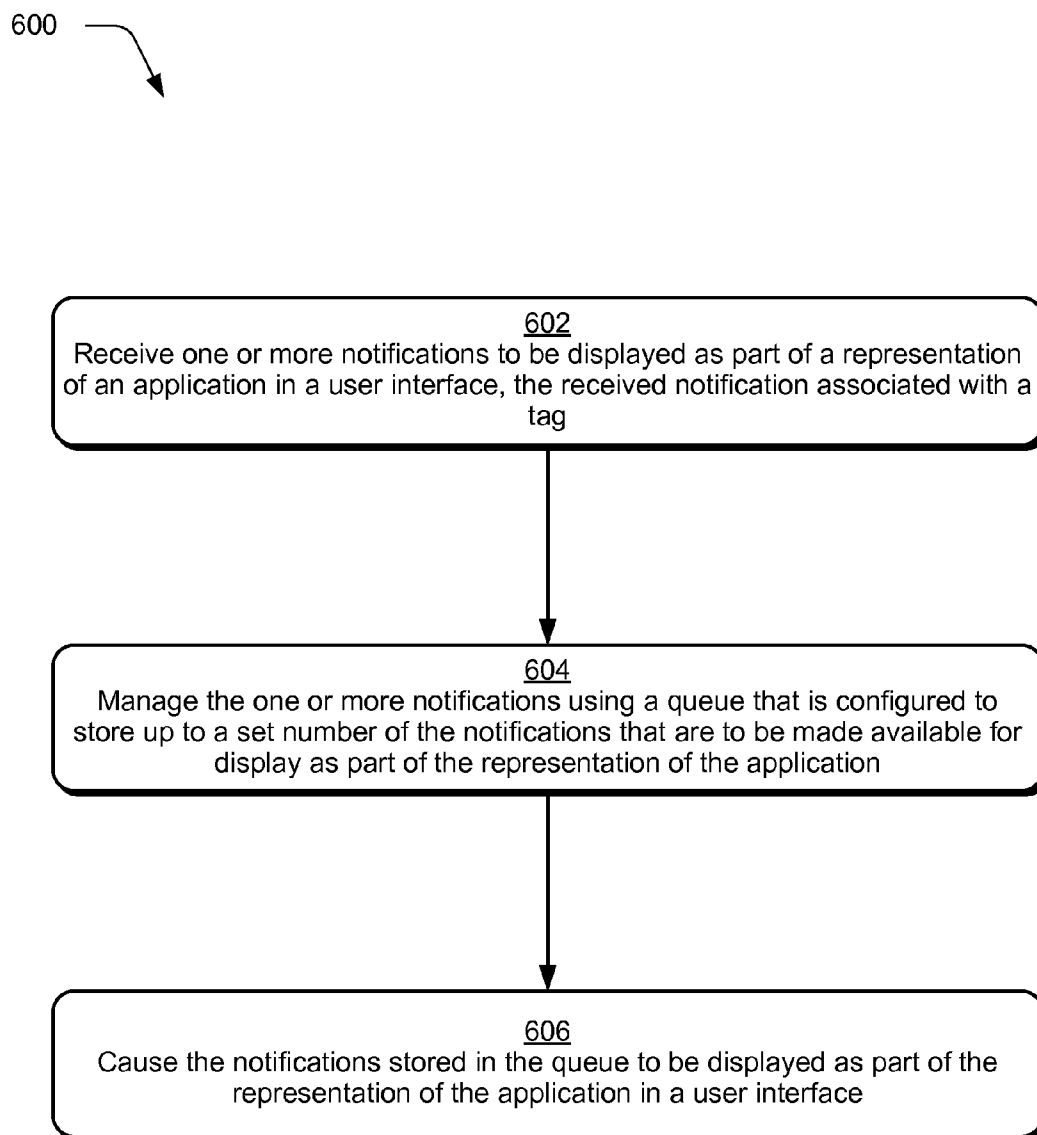 600
602
Receive one or more notifications to be displayed as part of a representation
of an application in a user interface, the received notification associated with a
tag
604
Manage the one or more notifications using a queue that is configured to
store up to a set number of the notifications that are to be made available for
display as part of the representation of the application
606
Cause the notifications stored in the queue to be displayed as part of the
representation of the application in a user interface